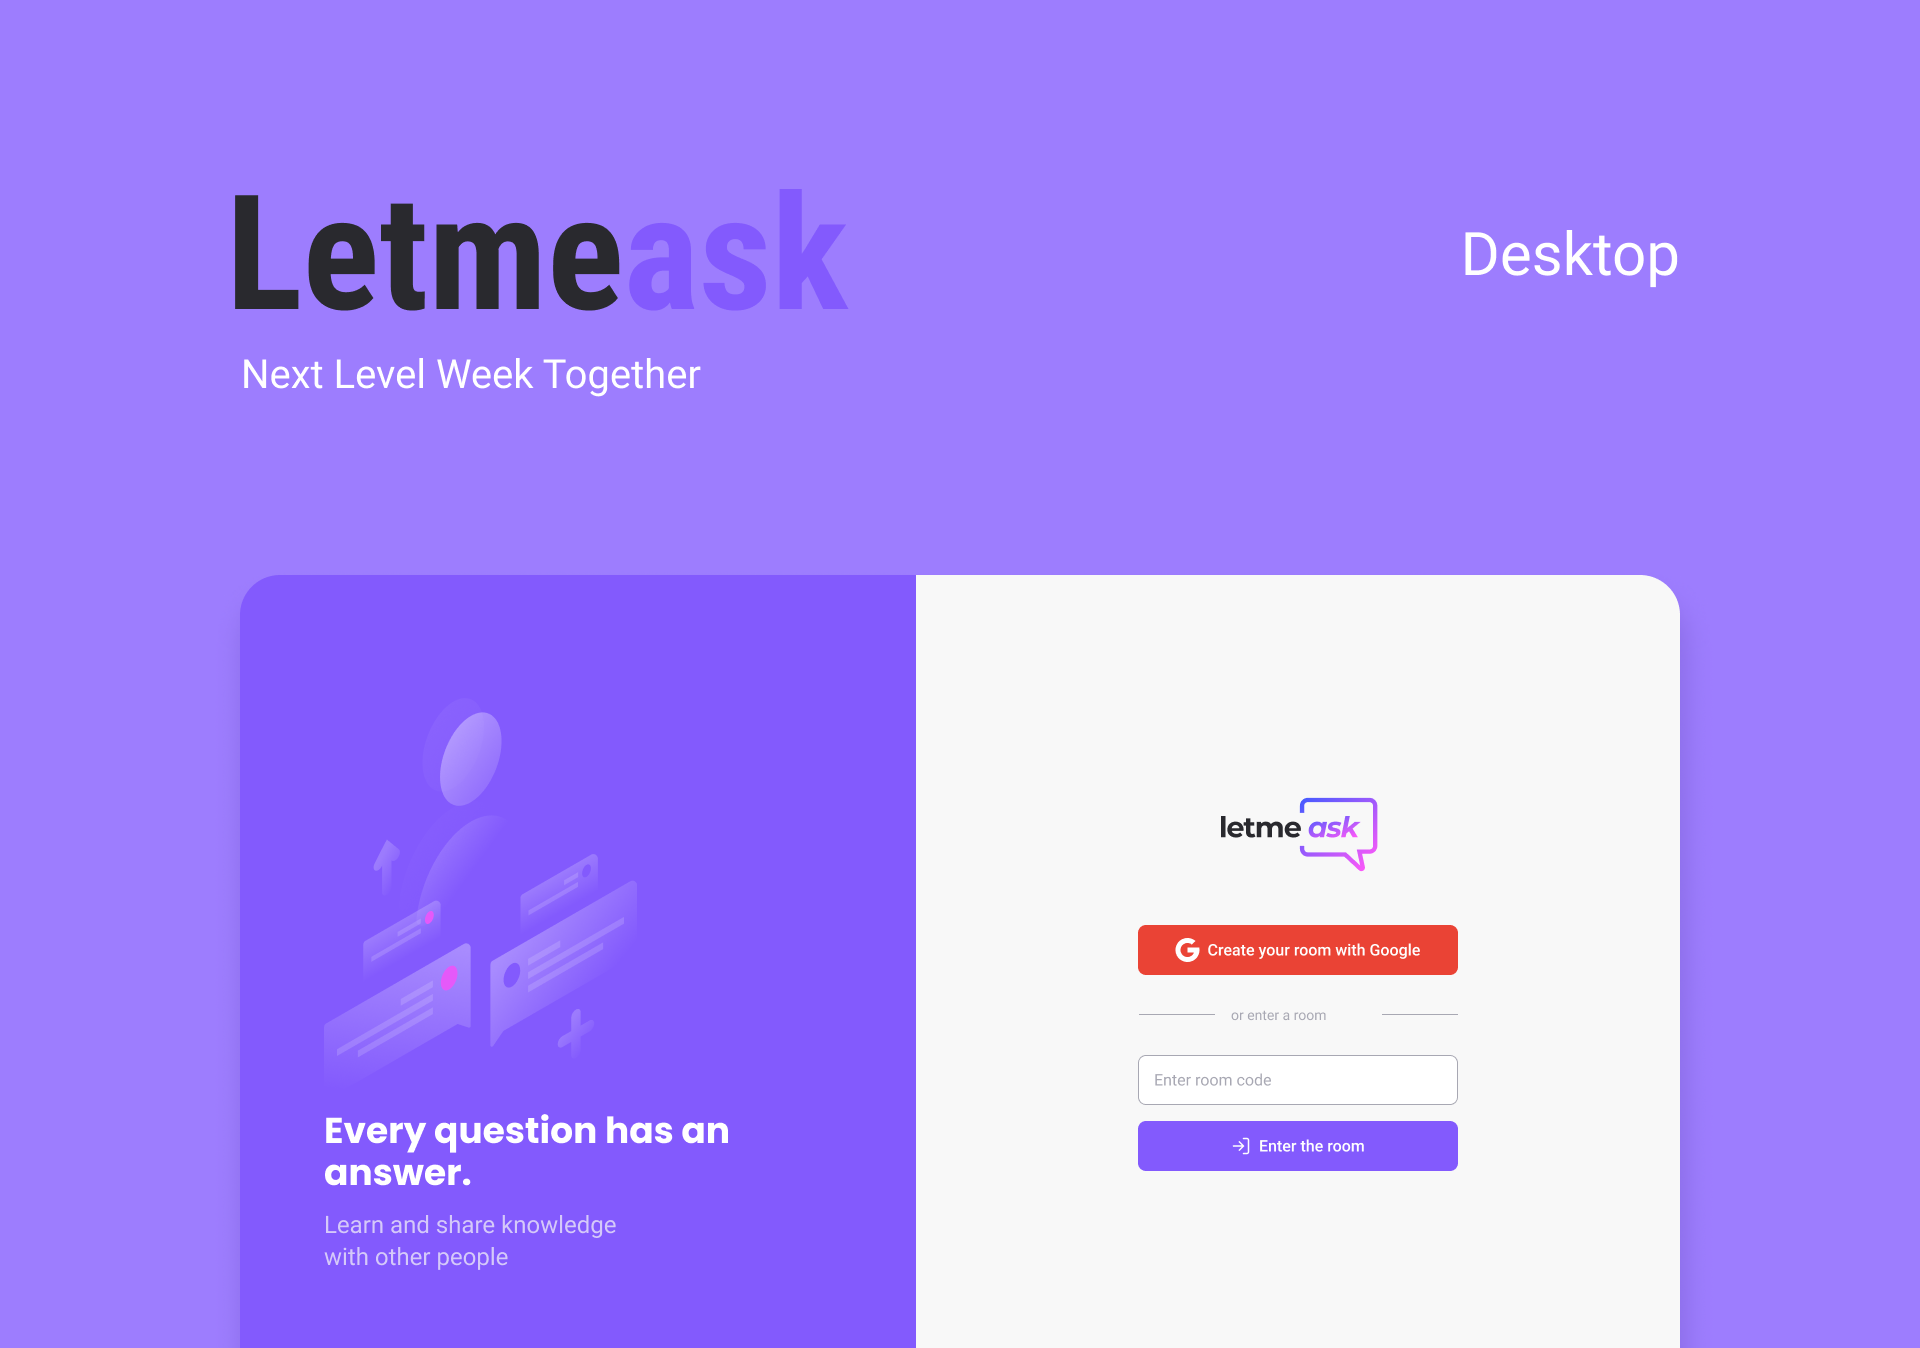 Letmeask
Desktop
Next Level Week Together
Every question has an
answer.
Learn and share knowledge
with other people
letme ask
Create your room with Google
or enter a room
Enter room code
Enter the room